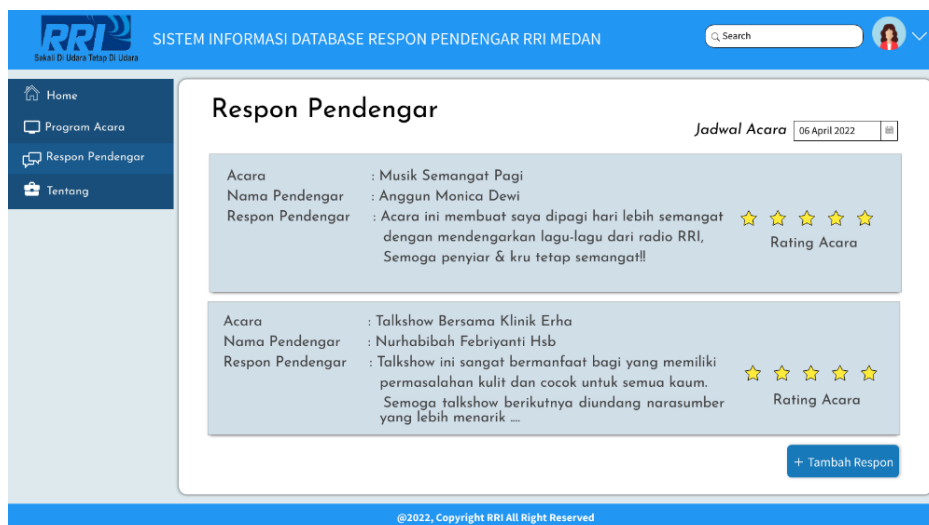 RRI
Sekali Di Udara Tetap Di Udara
SISTEM INFORMASI DATABASE RESPON PENDENGAR RRI MEDAN
Search
Home
Program Acara
Respon Pendengar
Tentang
Respon Pendengar
Jadwal Acara 06 April 2022
Acara : Musik Semangat Pagi
Nama Pendengar : Anggun Monica Dewi
Respon Pendengar : Acara ini membuat saya dipagi hari lebih semangat
dengan mendengarkan lagu-lagu dari radio RRI,
Semoga penyiar & kru tetap semangat!!
Rating Acara
Acara : Talkshow Bersama Klinik Erha
Nama Pendengar : Nurhabibah Febriyanti Hsb
Respon Pendengar : Talkshow ini sangat bermanfaat bagi yang memiliki
permasalahan kulit dan cocok untuk semua kaum.
Semoga talkshow berikutnya diundang narasumber
yang lebih menarik ....
Rating Acara
+ Tambah Respon
@2022, Copyright RRI All Right Reserved